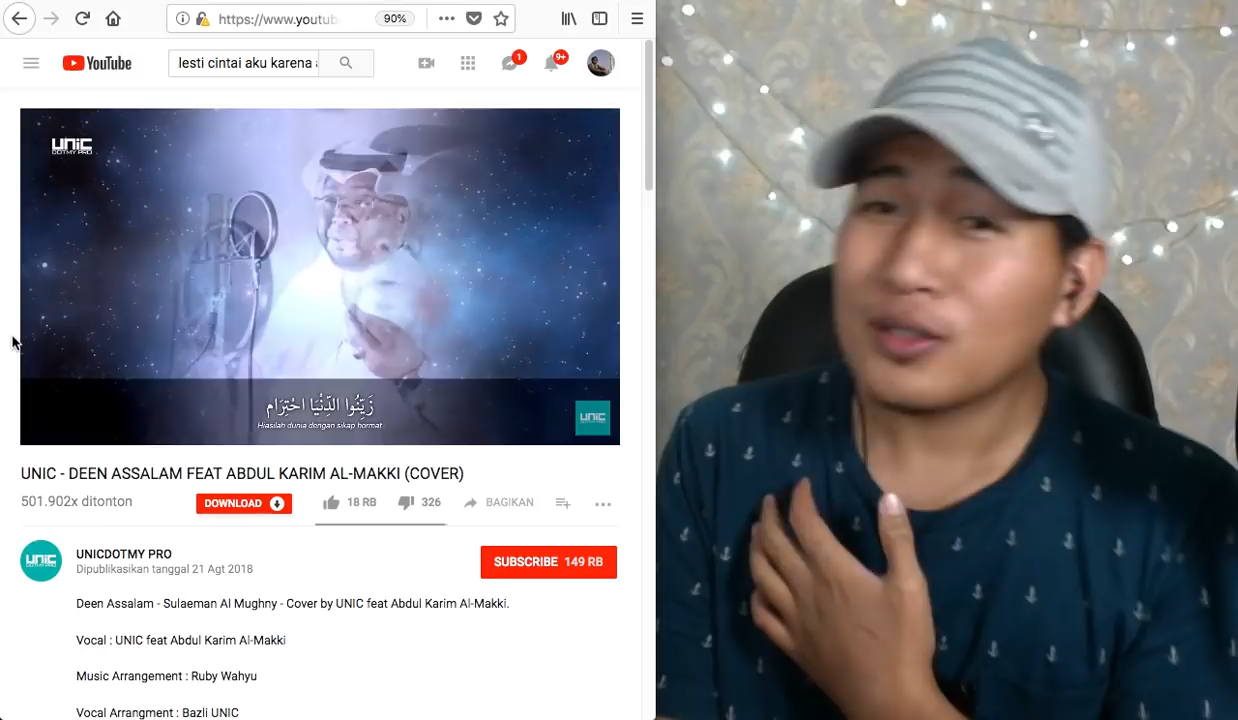 https://www.youtub
90%
YouTube
lesti cintai aku karena a
1
9+
UNIC
DOTMY PRO.
زَيِّنُوا الدِّنْيَا احْتِرَام
Hiasilah dunia dengan sikap hormat
UNIC
UNIC - DEEN ASSALAM FEAT ABDUL KARIM AL-MAKKI (COVER)
501.902x ditonton
DOWNLOAD
18 RB
326
BAGIKAN
UNIC
UNICDOTMY PRO
Dipublikasikan tanggal 21 Agt 2018
SUBSCRIBE 149 RB
Deen Assalam - Sulaeman Al Mughny - Cover by UNIC feat Abdul Karim Al-Makki.
Vocal : UNIC feat Abdul Karim Al-Makki
Music Arrangement : Ruby Wahyu
Vocal Arrangment : Bazli UNIC